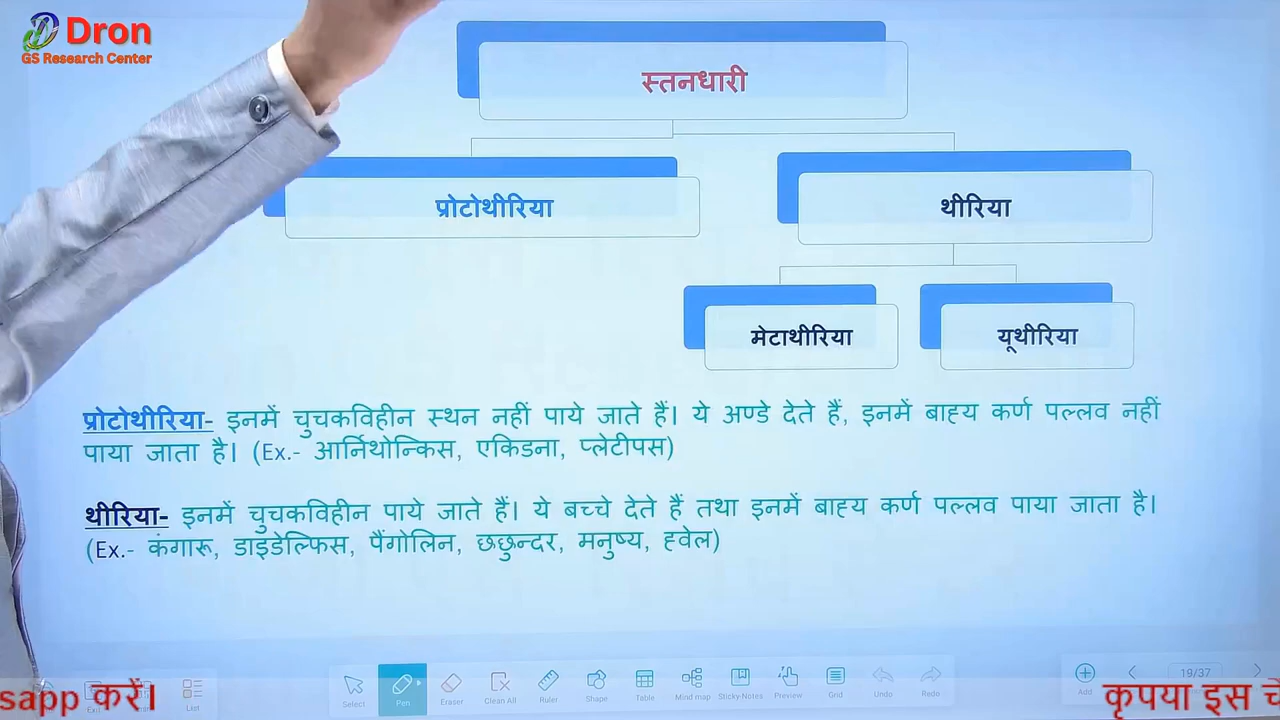 Dron
GS Research Center
स्तनधारी
प्रोटोथीरिया
थीरिया
मेटाथीरिया
यूथीरिया
प्रोटोथीरिया- इनमें चुचकविहीन स्थन नहीं पाये जाते हैं। ये अण्डे देते हैं, इनमें बाह्य कर्ण पल्लव नहीं
पाया जाता है। (Ex.- आर्निथोन्किस, एकिडना, प्लेटीपस)
थीरिया- इनमें चुचकविहीन पाये जाते हैं। ये बच्चे देते हैं तथा इनमें बाह्य कर्ण पल्लव पाया जाता है।
(Ex.- कंगारू, डाइडेल्फिस, पैंगोलिन, छछुन्दर, मनुष्य, ह्वेल)
List
Select
Pen
Eraser
Clean All
Ruler
Shape
Table
Mind map
Sticky-Notes
Preview
Grid
Undo
Redo
Add
19/37
sapp करें।
कृपया इस